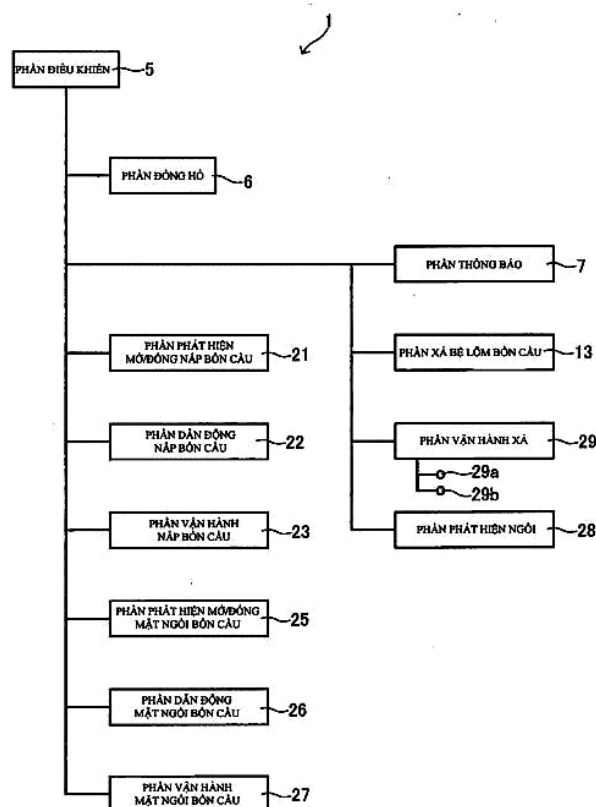 1
PHẦN ĐIỀU KHIỂN 5
PHẦN ĐỒNG HỒ 6
PHẦN THÔNG BÁO 7
PHẦN PHÁT HIỆN
MỞ/ĐÓNG NẮP BỒN CẦU 21
PHẦN XẢ BỆ LÕM BỒN CẦU 13
PHẦN DẪN ĐỘNG
NẮP BỒN CẦU 22
PHẦN VẬN HÀNH XẢ 29
29a
29b
PHẦN VẬN HÀNH
NẮP BỒN CẦU 23
PHẦN PHÁT HIỆN NGỒI 28
PHẦN PHÁT HIỆN MỞ/ĐÓNG
MẶT NGỒI BỒN CẦU 25
PHẦN DẪN ĐỘNG
MẶT NGỒI BỒN CẦU 26
PHẦN VẬN HÀNH
MẶT NGỒI BỒN CẦU 27